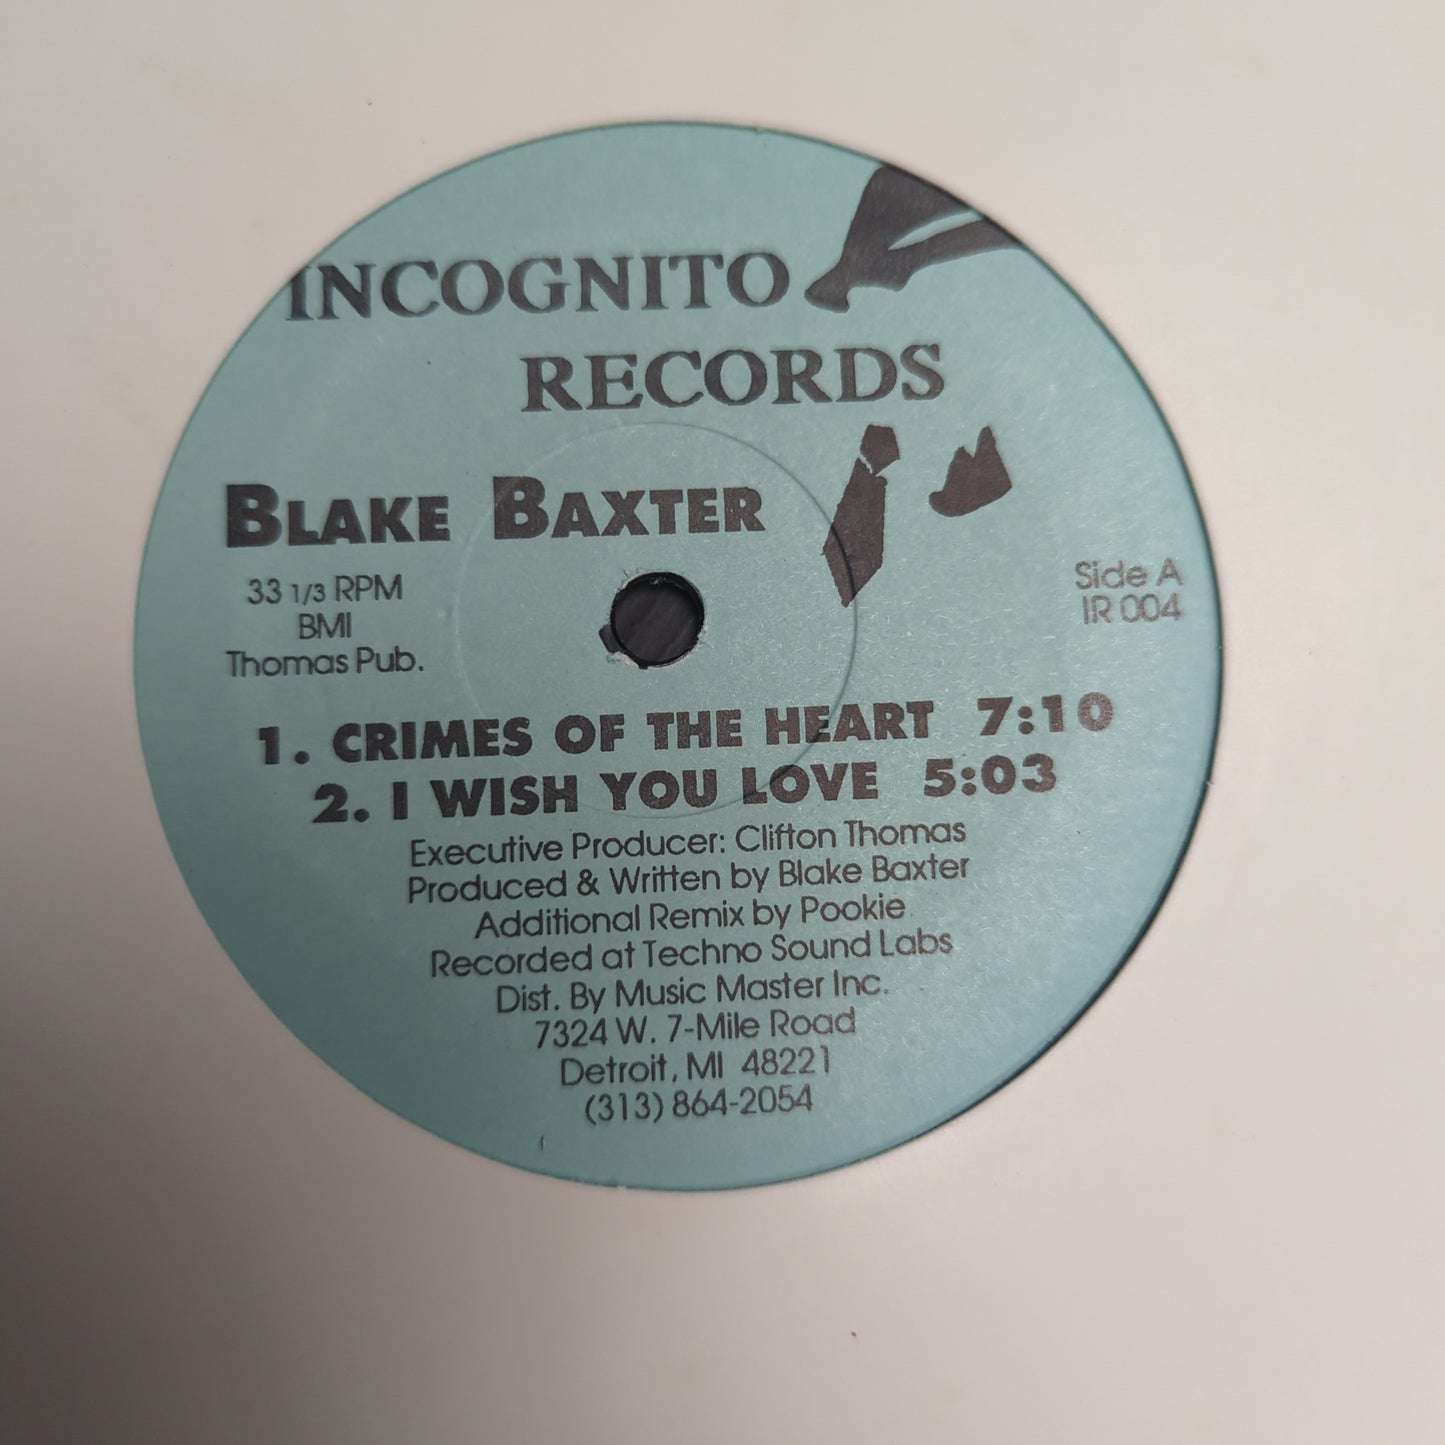 INCOGNITO
RECORDS
BLAKE BAXTER
33 1/3 RPM
BMI
Thomas Pub.
Side A
IR 004
1. CRIMES OF THE HEART 7:10
2. I WISH YOU LOVE 5:03
Executive Producer: Clifton Thomas
Produced & Written by Blake Baxter
Additional Remix by Pookie
Recorded at Techno Sound Labs
Dist. By Music Master Inc.
7324 W. 7-Mile Road
Detroit, MI 48221
(313) 864-2054